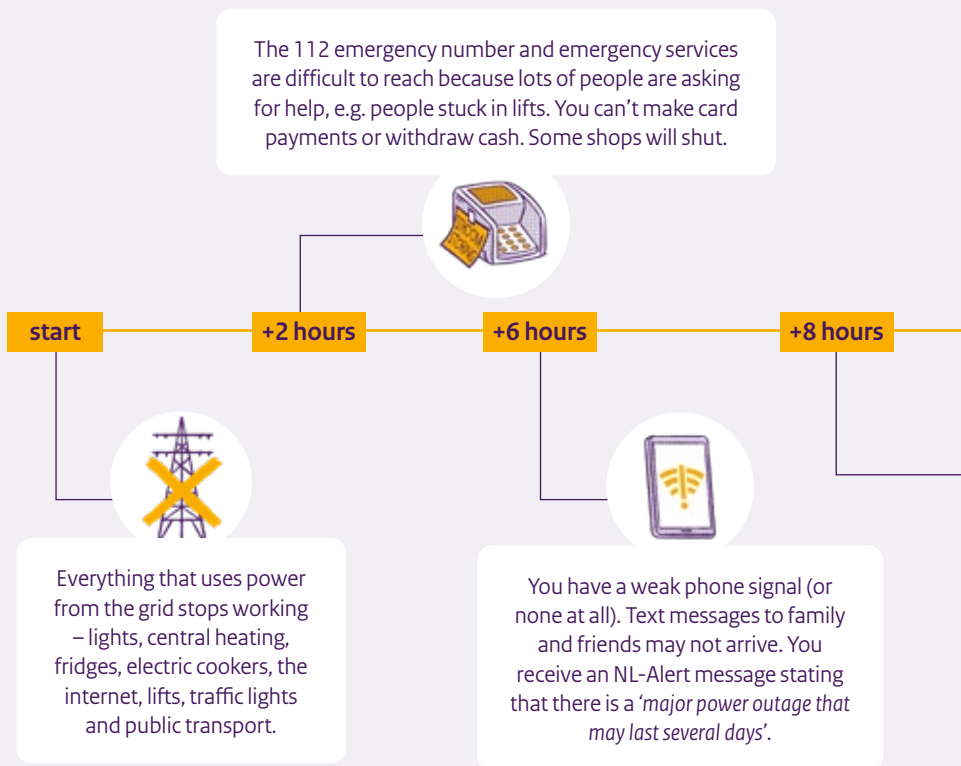 The 112 emergency number and emergency services
are difficult to reach because lots of people are asking
for help, e.g. people stuck in lifts. You can’t make card
payments or withdraw cash. Some shops will shut.
STROOM
STORING
start
+2 hours
+6 hours
+8 hours
Everything that uses power
from the grid stops working
– lights, central heating,
fridges, electric cookers, the
internet, lifts, traffic lights
and public transport.
You have a weak phone signal (or
none at all). Text messages to family
and friends may not arrive. You
receive an NL-Alert message stating
that there is a ‘major power outage that
may last several days’.